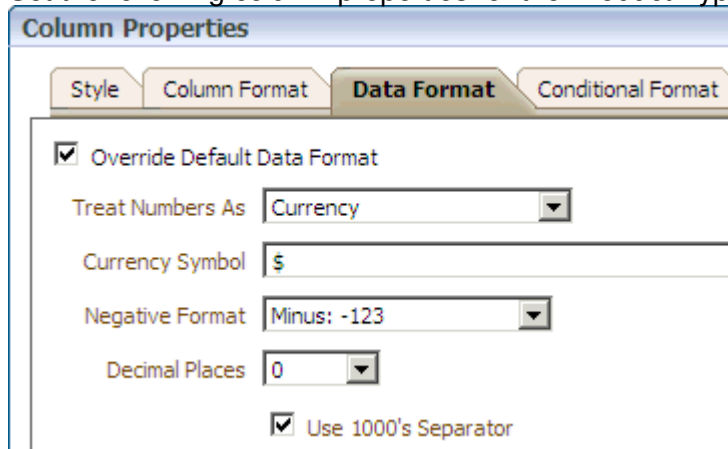 Column Properties
Style Column Format Data Format Conditional Format
Override Default Data Format
Treat Numbers As Currency
Currency Symbol $
Negative Format Minus: -123
Decimal Places 0
Use 1000's Separator